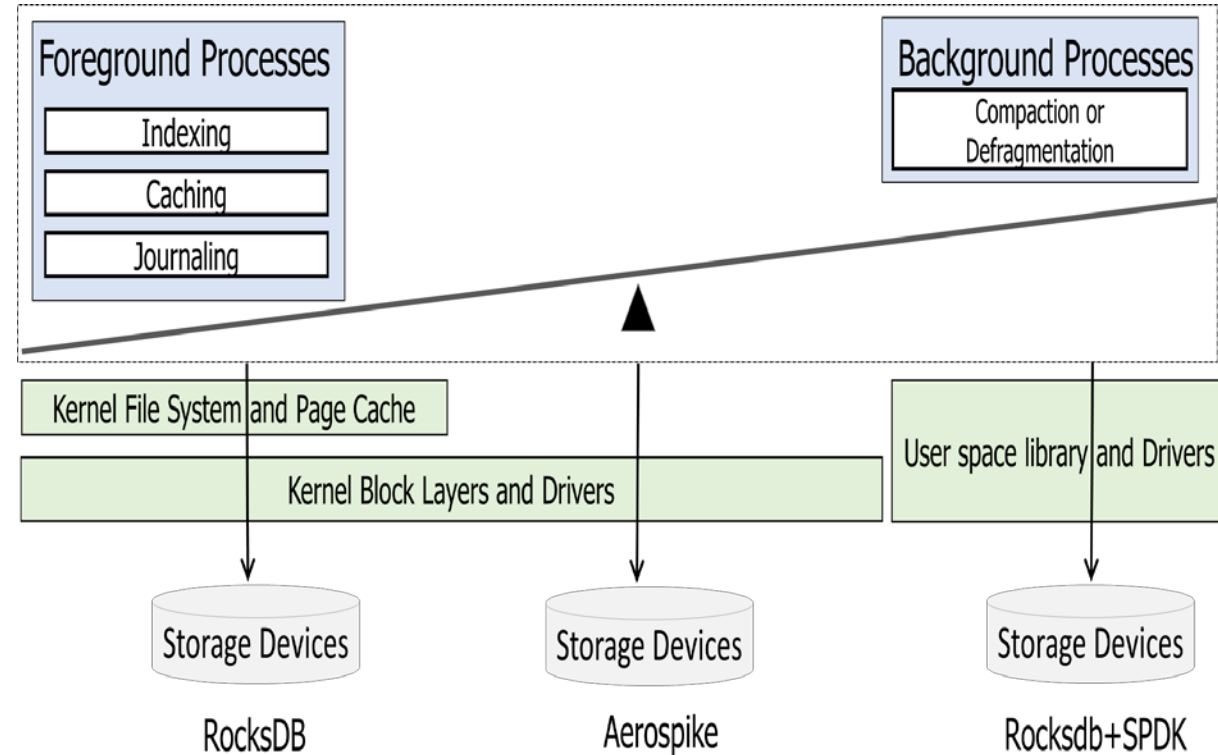 Foreground Processes
Indexing
Caching
Journaling
Background Processes
Compaction or
Defragmentation
Kernel File System and Page Cache
Kernel Block Layers and Drivers
User space library and Drivers
Storage Devices
Storage Devices
Storage Devices
RocksDB
Aerospike
Rocksdb+SPDK